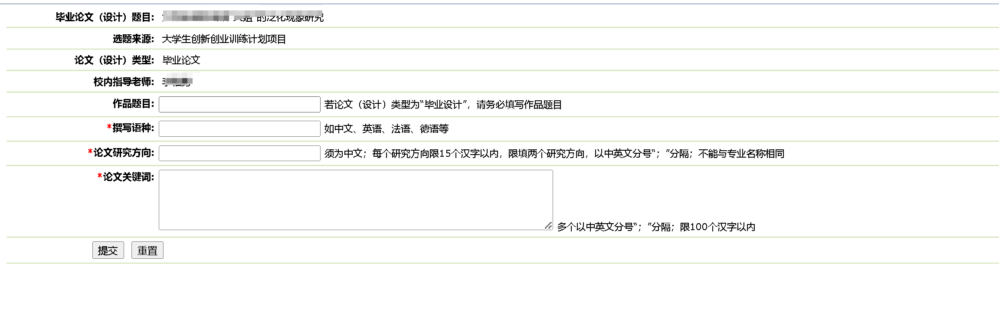 毕业论文（设计）题目： 的泛化现象研究
选题来源： 大学生创新创业训练计划项目
论文（设计）类型： 毕业论文
校内指导老师：
作品题目： 若论文（设计）类型为“毕业设计”，请务必填写作品题目
*撰写语种： 如中文、英语、法语、德语等
*论文研究方向： 须为中文；每个研究方向限15个汉字以内，限填两个研究方向，以中英文分号“；”分隔；不能与专业名称相同
*论文关键词： 多个以中英文分号“；”分隔；限100个汉字以内
提交 重置